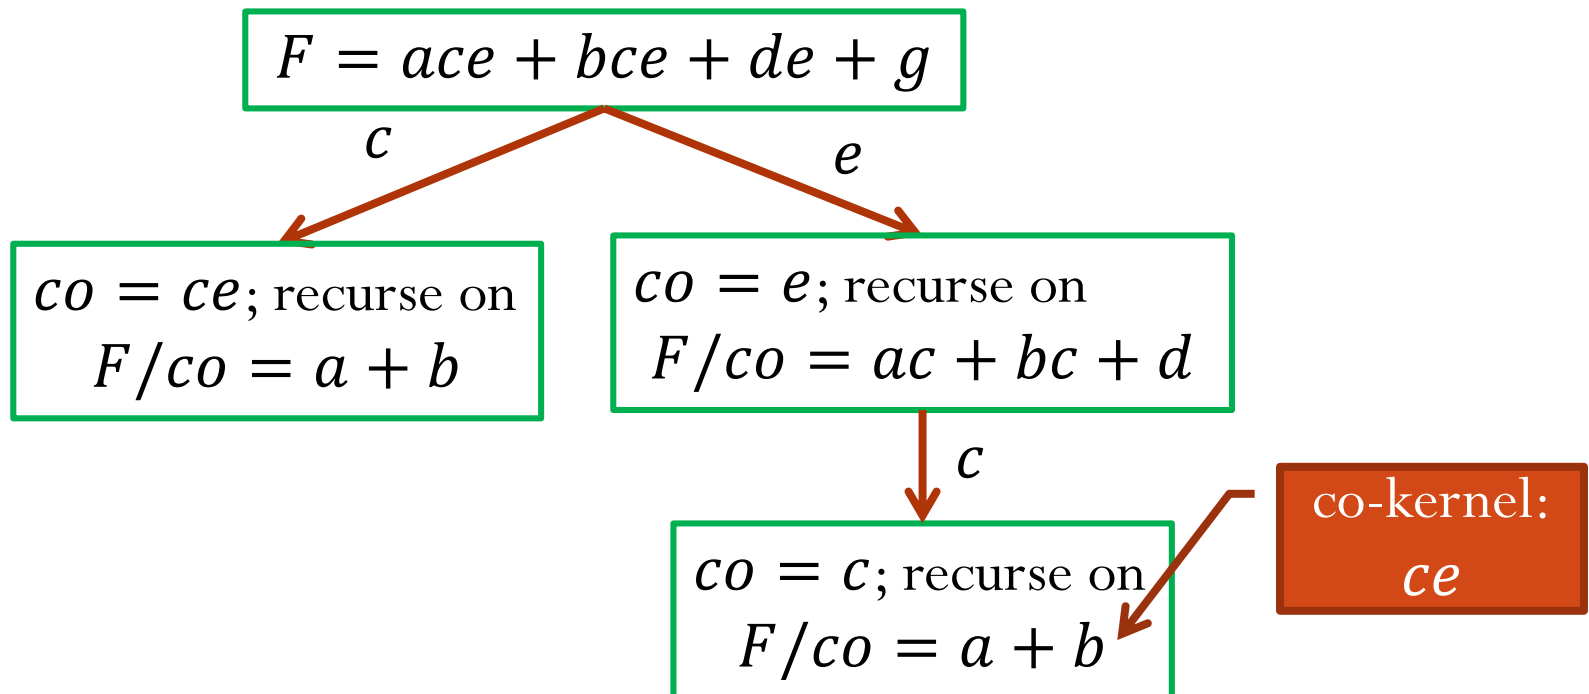 F = ace + bce + de + g
c
e
co = ce; recurse on
F/co = a + b
co = e; recurse on
F/co = ac + bc + d
c
co-kernel:
ce
co = c; recurse on
F/co = a + b